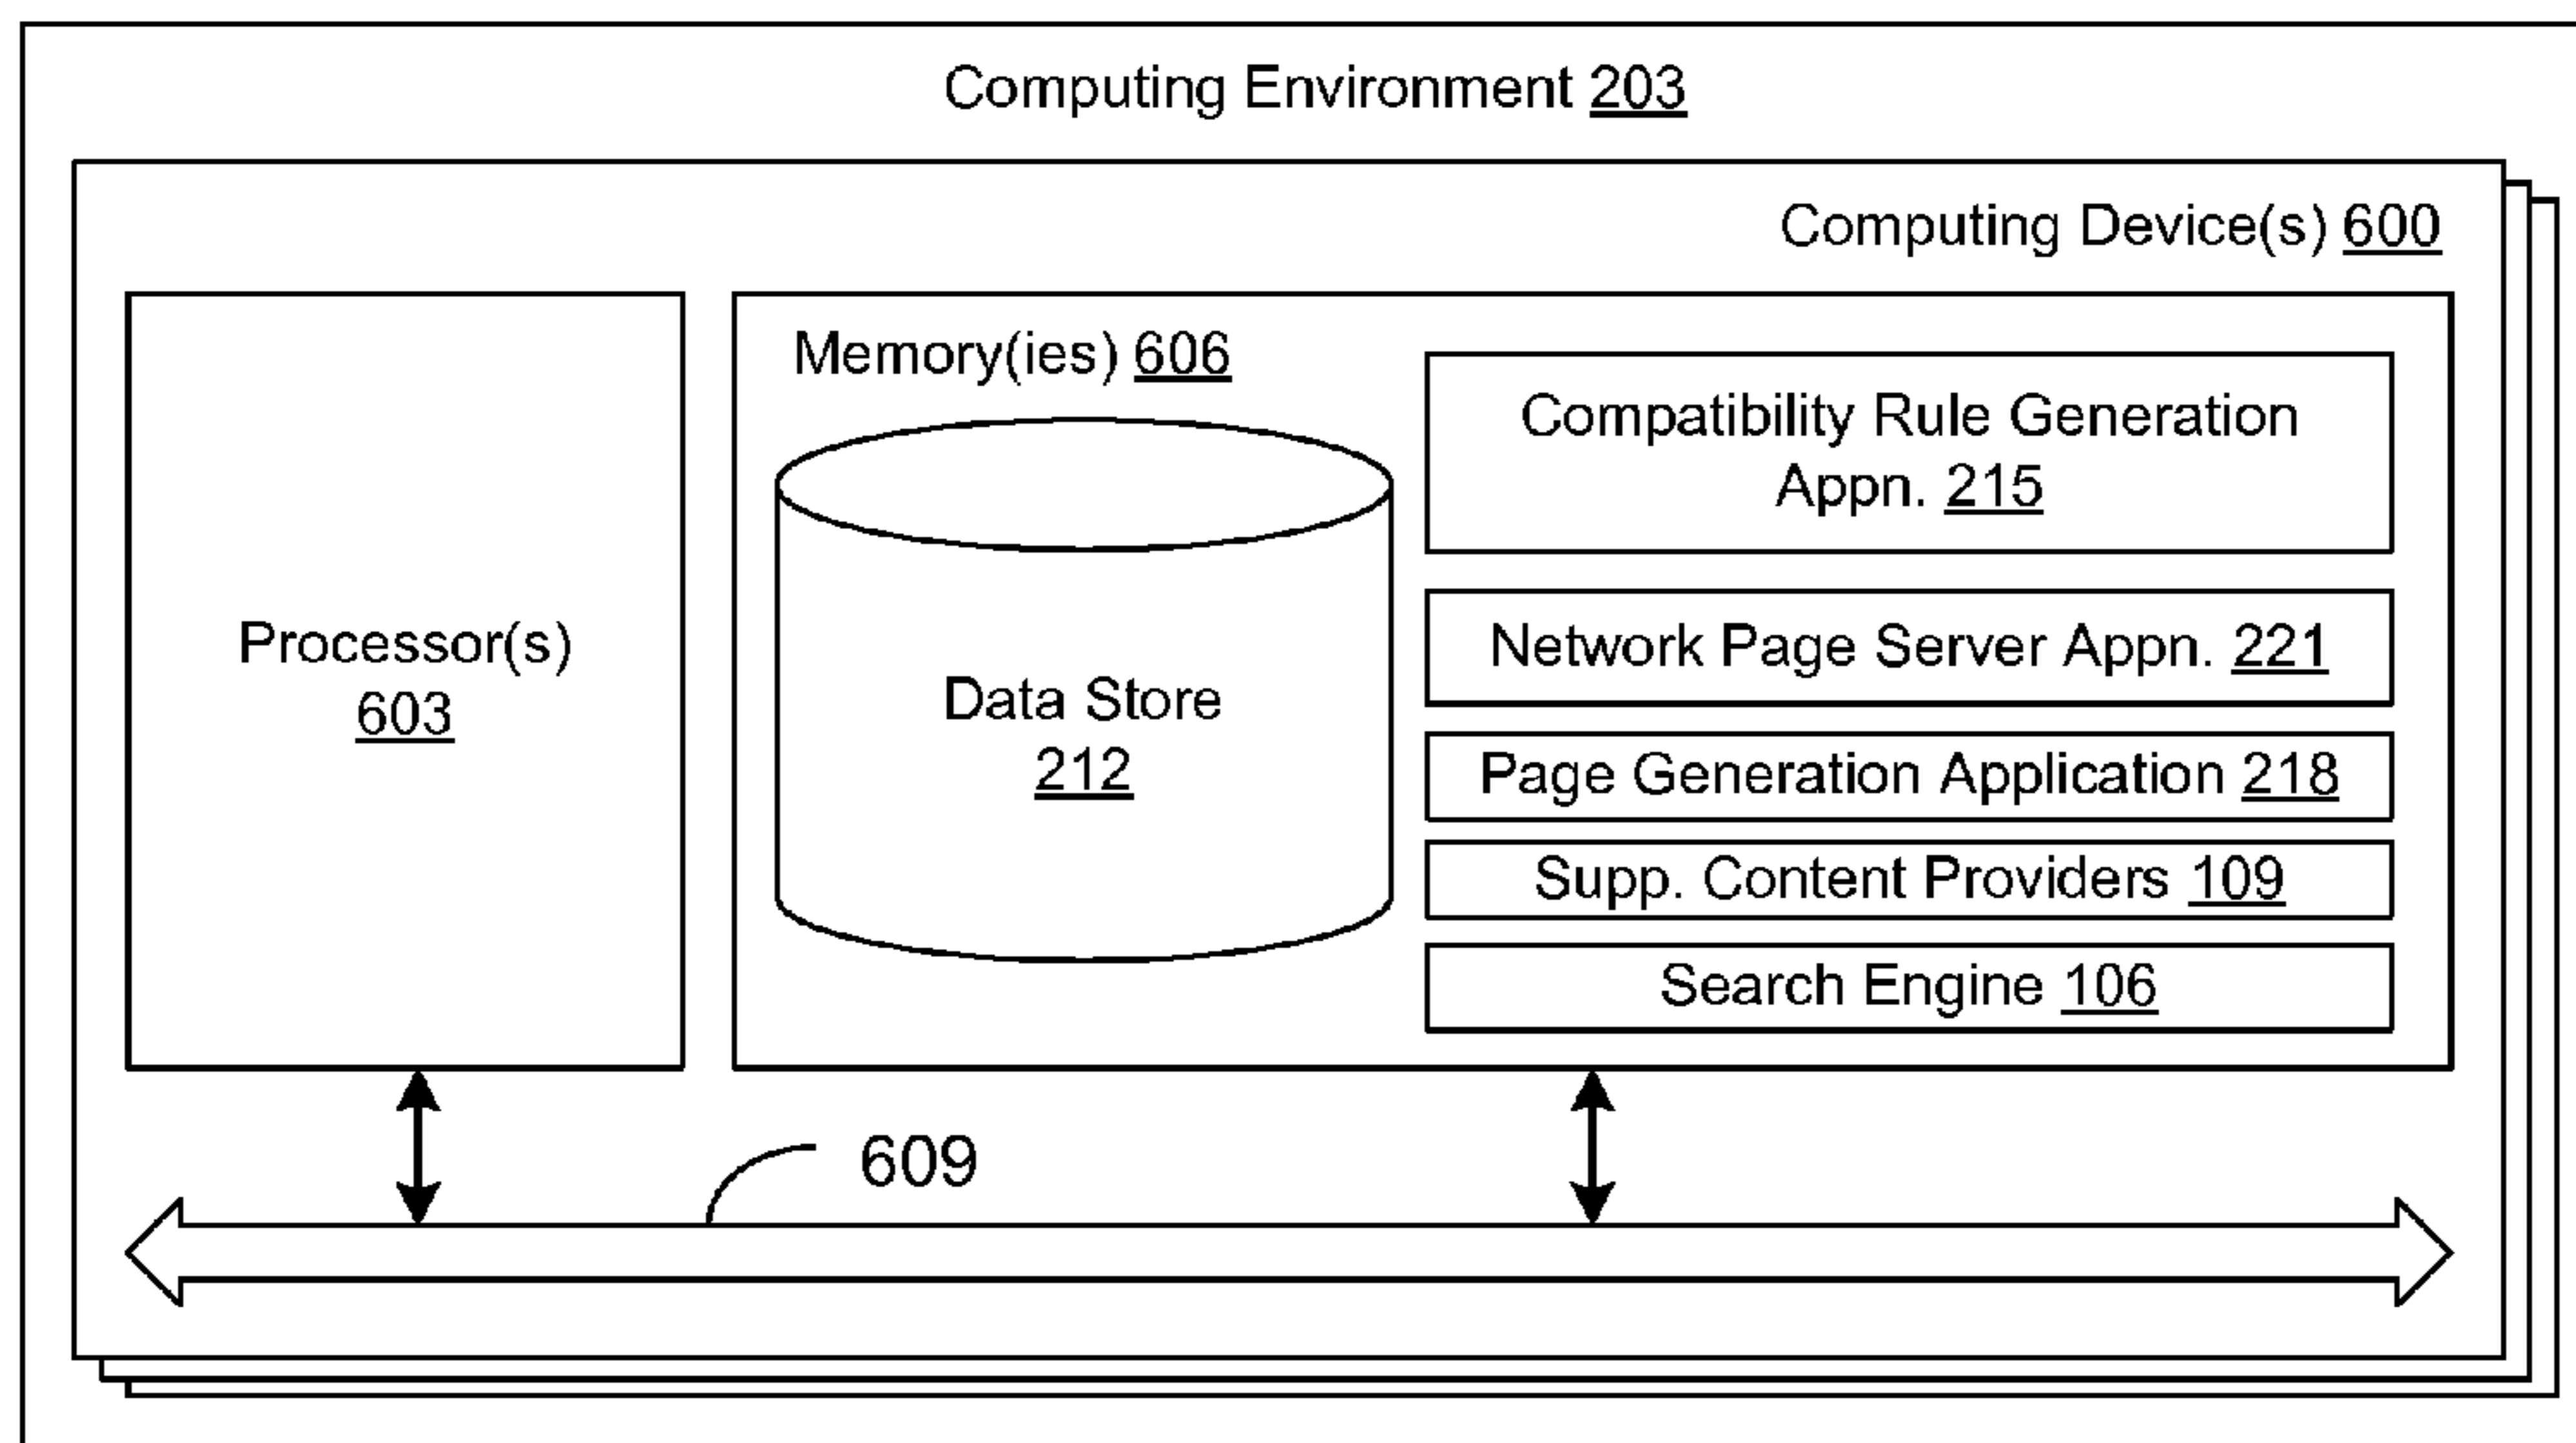 Computing Environment 203
Computing Device(s) 600
Processor(s)
603
Memory(ies) 606
Data Store
212
Compatibility Rule Generation
Appn. 215
Network Page Server Appn. 221
Page Generation Application 218
Supp. Content Providers 109
Search Engine 106
609